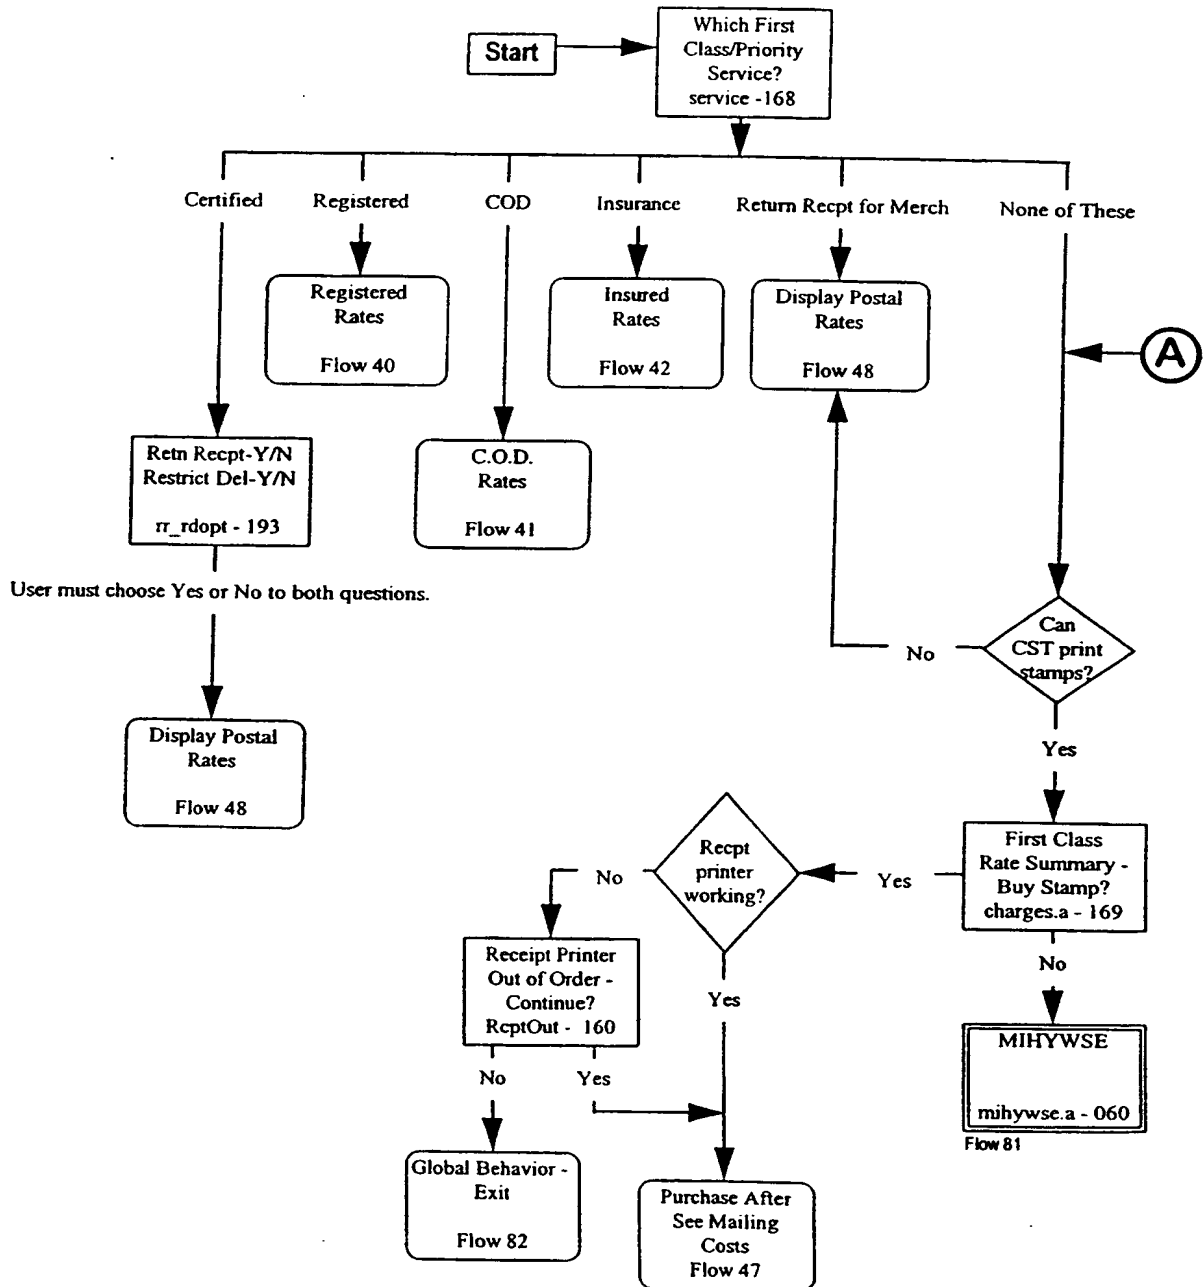 Start
Which First
Class/Priority
Service?
service -168
Certified
Registered
COD
Insurance
Return Recpt for Merch
None of These
Registered
Rates
Flow 40
Insured
Rates
Flow 42
Display Postal
Rates
Flow 48
A
Retn Recpt-Y/N
Restrict Del-Y/N
rr_rdopt - 193
C.O.D.
Rates
Flow 41
User must choose Yes or No to both questions.
Can
CST print
stamps?
No
Yes
Display Postal
Rates
Flow 48
First Class
Rate Summary -
Buy Stamp?
charges.a - 169
Yes
Recpt
printer
working?
No
Receipt Printer
Out of Order -
Continue?
RcptOut - 160
Yes
No
MIHYWSE
mihywse.a - 060
Flow 81
No
Yes
Global Behavior -
Exit
Flow 82
Purchase After
See Mailing
Costs
Flow 47